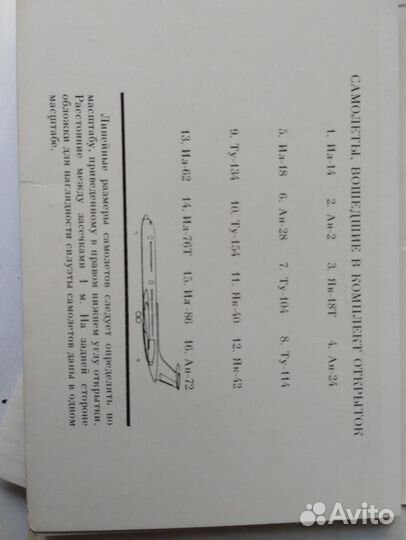 САМОЛЕТЫ, ВОШЕДШИЕ В КОМПЛЕКТ ОТКРЫТОК
1. Ил-14 2. Ан-2 3. Як-18Т 4. Ан-24
5. Ил-18 6. Ан-28 7. Ту-104 8. Ту-114
9. Ту-134 10. Ту-154 11. Як-40 12. Як-42
13. Ил-62 14. Ил-76Т 15. Ил-86 16. Ан-72
Линейные размеры самолетов следует определять по
масштабу, приведенному в правом нижнем углу открытки.
Расстояние между засечками 1 м. На задней стороне
обложки для наглядности силуэты самолетов даны в одном
масштабе.
Avito